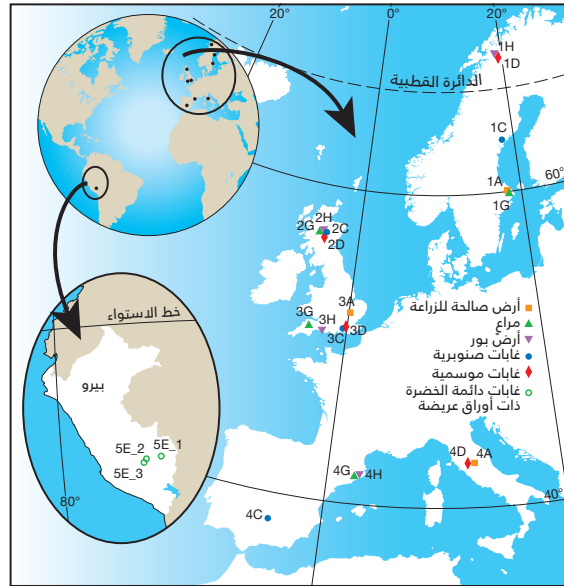 20°
0°
20°
1H
1D
الدائرة القطبية
1C
60°
1A
1G
2H
2G
2C
2D
3A
3G
3H
3D
3C
أرض صالحة للزراعة
مراعٍ
أرض بور
غابات صنوبرية
غابات موسمية
غابات دائمة الخضرة
ذات أوراق عريضة
خط الاستواء
بيرو
5E_2
5E_1
5E_3
80°
4G
4H
4D
4A
4C
40°